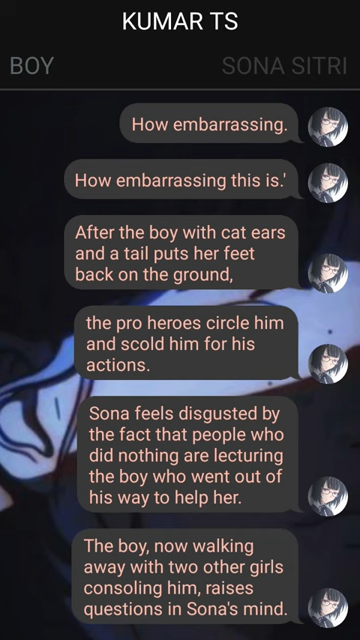 KUMAR TS
BOY
SONA SITRI
How embarrassing.
How embarrassing this is.'
After the boy with cat ears
and a tail puts her feet
back on the ground,
the pro heroes circle him
and scold him for his
actions.
Sona feels disgusted by
the fact that people who
did nothing are lecturing
the boy who went out of
his way to help her.
The boy, now walking
away with two other girls
consoling him, raises
questions in Sona's mind.